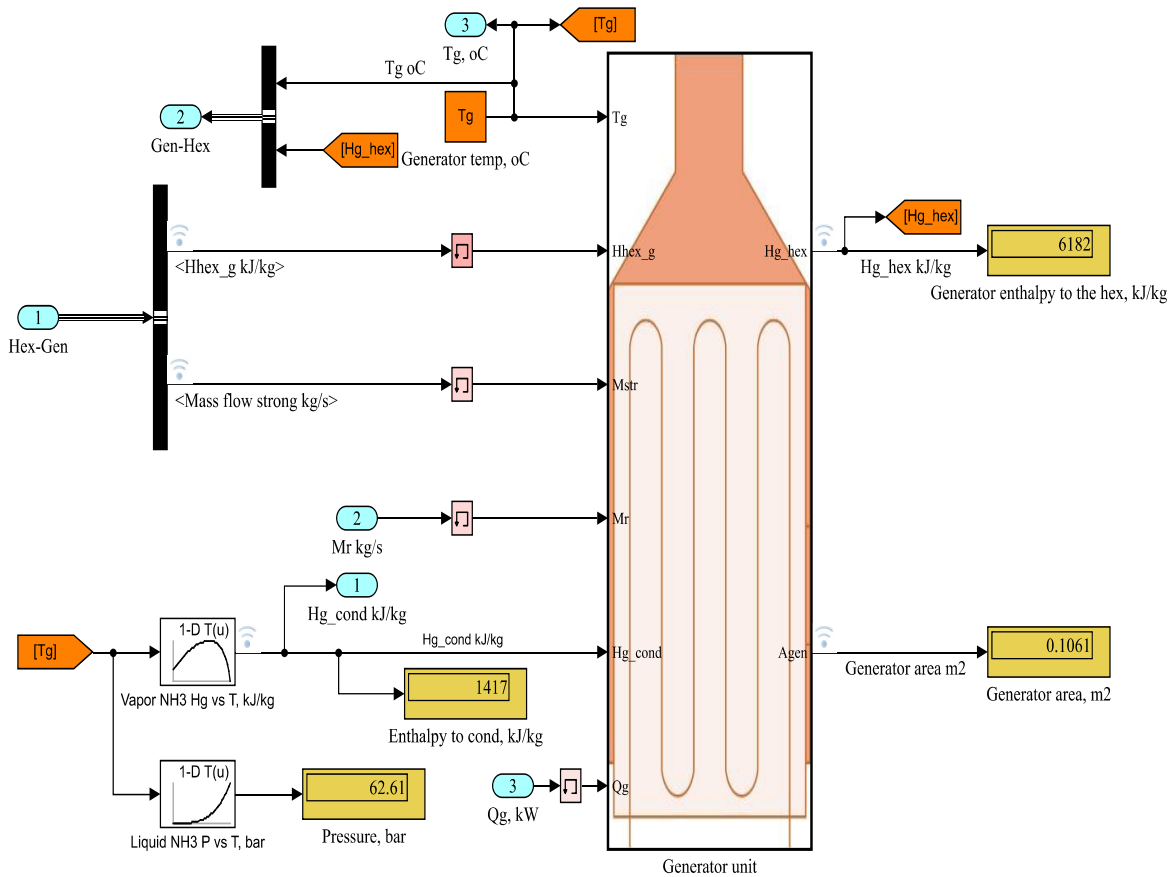 3
[Tg]
Tg, oC
Tg oC
2
Gen-Hex
Tg
Tg
[Hg_hex]
Generator temp, oC
[Hg_hex]
Hhex_g
Hg_hex
6182
<Hhex_g kJ/kg>
Hg_hex kJ/kg
Generator enthalpy to the hex, kJ/kg
1
Hex-Gen
Mstr
<Mass flow strong kg/s>
2
Mr
Mr kg/s
1
Hg_cond kJ/kg
[Tg]
1-D T(u)
Hg_cond kJ/kg
Hg_cond
Agen
0.1061
Generator area m2
Generator area, m2
Vapor NH3 Hg vs T, kJ/kg
1417
Enthalpy to cond, kJ/kg
1-D T(u)
62.61
3
Qg
Qg, kW
Liquid NH3 P vs T, bar
Pressure, bar
Generator unit